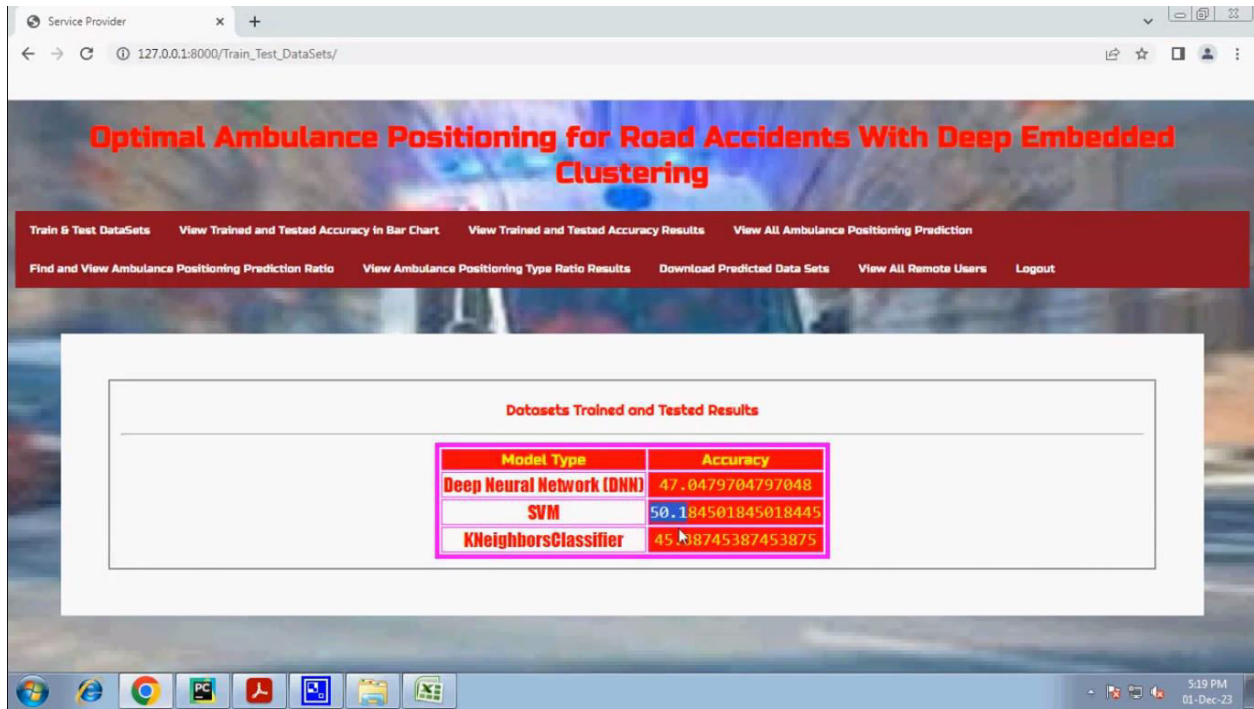 Service Provider
127.0.0.1:8000/Train_Test_DataSets/
Optimal Ambulance Positioning for Road Accidents With Deep Embedded
Clustering
Train & Test DataSets View Trained and Tested Accuracy in Bar Chart View Trained and Tested Accuracy Results View All Ambulance Positioning Prediction
Find and View Ambulance Positioning Prediction Ratio View Ambulance Positioning Type Ratio Results Download Predicted Data Sets View All Remote Users Logout
Datasets Trained and Tested Results
Model Type Accuracy
Deep Neural Network (DNN) 47.0479704797048
SVM 50.184501845018445
KNeighborsClassifier
PC
5:19 PM
01-Dec-23